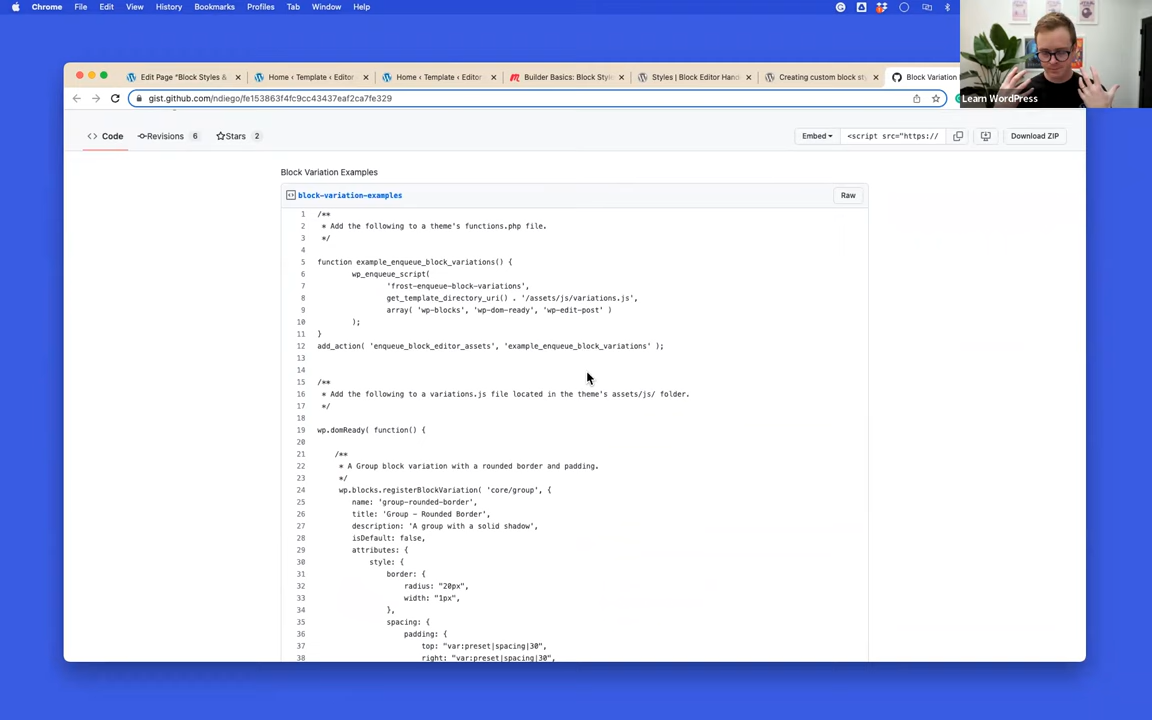 Chrome File Edit View History Bookmarks Profiles Tab Window Help
Edit Page "Block Styles &
Home ‹ Template ‹ Editor
Home ‹ Template ‹ Editor
Builder Basics: Block Style
Styles | Block Editor Hand
Creating custom block sty
Block Variation
gist.github.com/ndiego/fe153863f4fc9cc43437eaf2ca7fe329
Learn WordPress
<> Code Revisions 6 Stars 2
Embed <script src="https:// Download ZIP
Block Variation Examples
block-variation-examples Raw
1 /**
2 * Add the following to a theme's functions.php file.
3 */
4
5 function example_enqueue_block_variations() {
6 wp_enqueue_script(
7 'frost-enqueue-block-variations',
8 get_template_directory_uri() . '/assets/js/variations.js',
9 array( 'wp-blocks', 'wp-dom-ready', 'wp-edit-post' )
10 );
11 }
12 add_action( 'enqueue_block_editor_assets', 'example_enqueue_block_variations' );
13
14
15 /**
16 * Add the following to a variations.js file located in the theme's assets/js/ folder.
17 */
18
19 wp.domReady( function() {
20
21 /**
22 * A Group block variation with a rounded border and padding.
23 */
24 wp.blocks.registerBlockVariation( 'core/group', {
25 name: 'group-rounded-border',
26 title: 'Group - Rounded Border',
27 description: 'A group with a solid shadow',
28 isDefault: false,
29 attributes: {
30 style: {
31 border: {
32 radius: "20px",
33 width: "1px",
34 },
35 spacing: {
36 padding: {
37 top: "var:preset|spacing|30",
38 right: "var:preset|spacing|30",